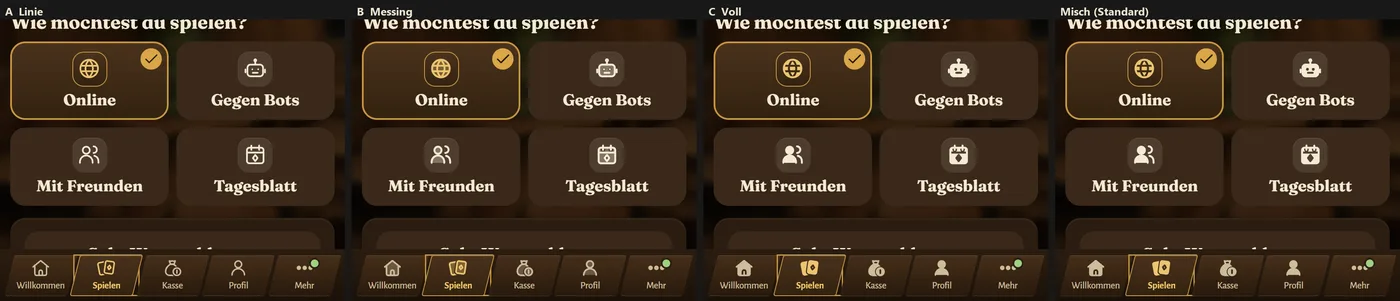 A Linie
Wie möchtest du spielen?
Online
Gegen Bots
Mit Freunden
Tagesblatt
Willkommen
Spielen
Kasse
Profil
Mehr
B Messing
Wie möchtest du spielen?
Online
Gegen Bots
Mit Freunden
Tagesblatt
Willkommen
Spielen
Kasse
Profil
Mehr
C Voll
Wie möchtest du spielen?
Online
Gegen Bots
Mit Freunden
Tagesblatt
Willkommen
Spielen
Kasse
Profil
Mehr
Misch (Standard)
Wie möchtest du spielen?
Online
Gegen Bots
Mit Freunden
Tagesblatt
Willkommen
Spielen
Kasse
Profil
Mehr